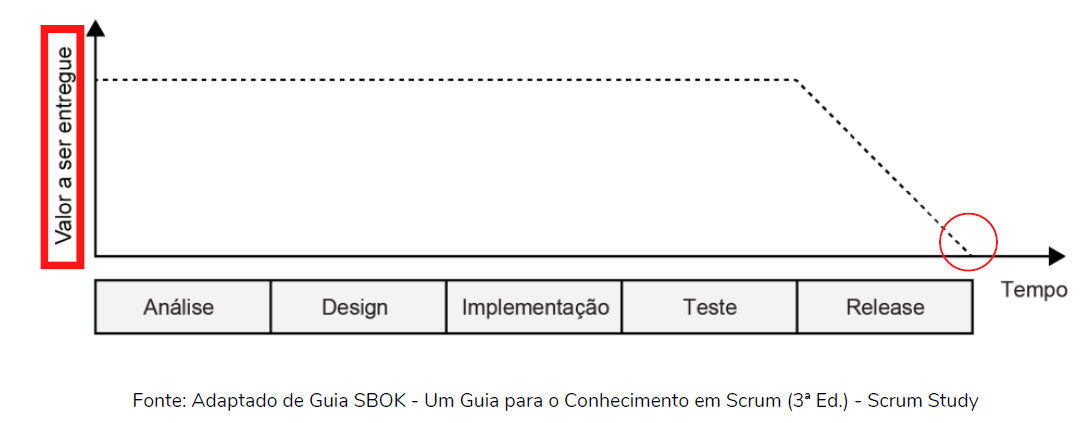 Valor a ser entregue
Tempo
Análise
Design
Implementação
Teste
Release
Fonte: Adaptado de Guia SBOK - Um Guia para o Conhecimento em Scrum (3ª Ed.) - Scrum Study